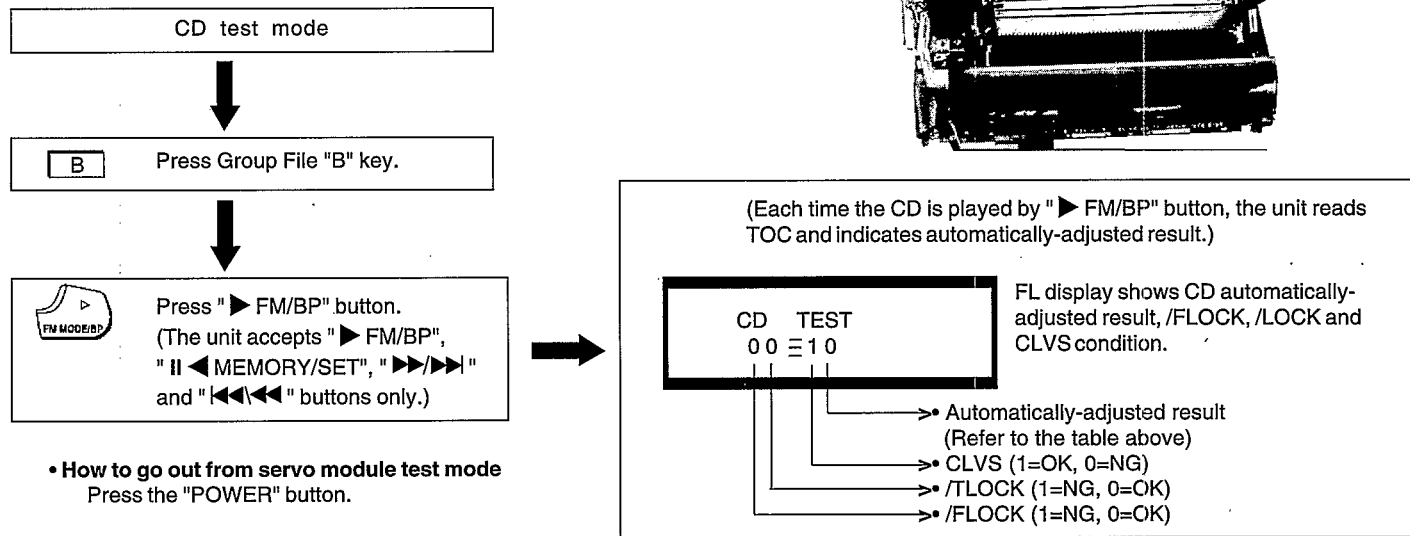 CD test mode
B Press Group File "B" key.
FM MODE/BP
Press "▶ FM/BP" button.
(The unit accepts "▶ FM/BP",
"II ◀ MEMORY/SET", "▶▶/▶▶|"
and "|◀◀\◀◀" buttons only.)
• How to go out from servo module test mode
Press the "POWER" button.
(Each time the CD is played by "▶ FM/BP" button, the unit reads
TOC and indicates automatically-adjusted result.)
CD TEST
0 0 三 1 0
FL display shows CD automatically-
adjusted result, /FLOCK, /LOCK and
CLVS condition.
• Automatically-adjusted result
(Refer to the table above)
• CLVS (1=OK, 0=NG)
• /TLOCK (1=NG, 0=OK)
• /FLOCK (1=NG, 0=OK)